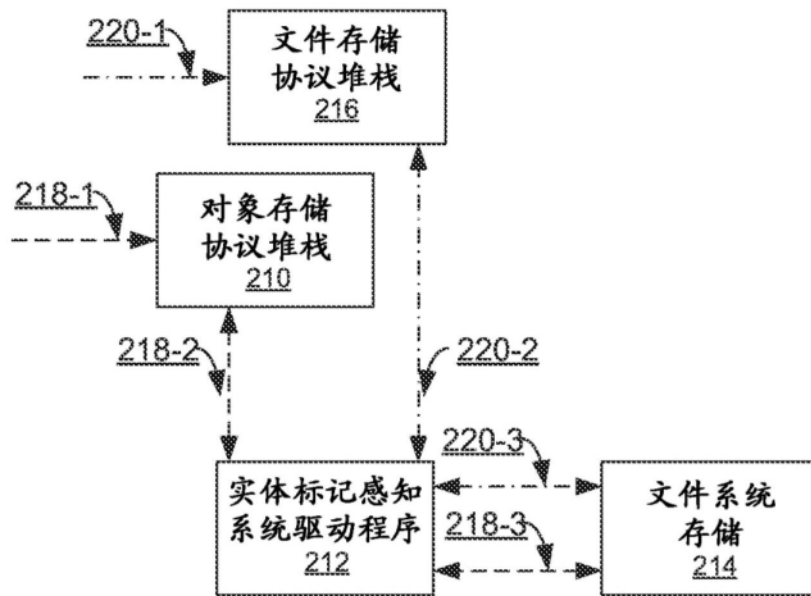 220-1
文件存储
协议堆栈
216
218-1
对象存储
协议堆栈
210
218-2
220-2
220-3
实体标记感知
系统驱动程序
212
218-3
文件系统
存储
214